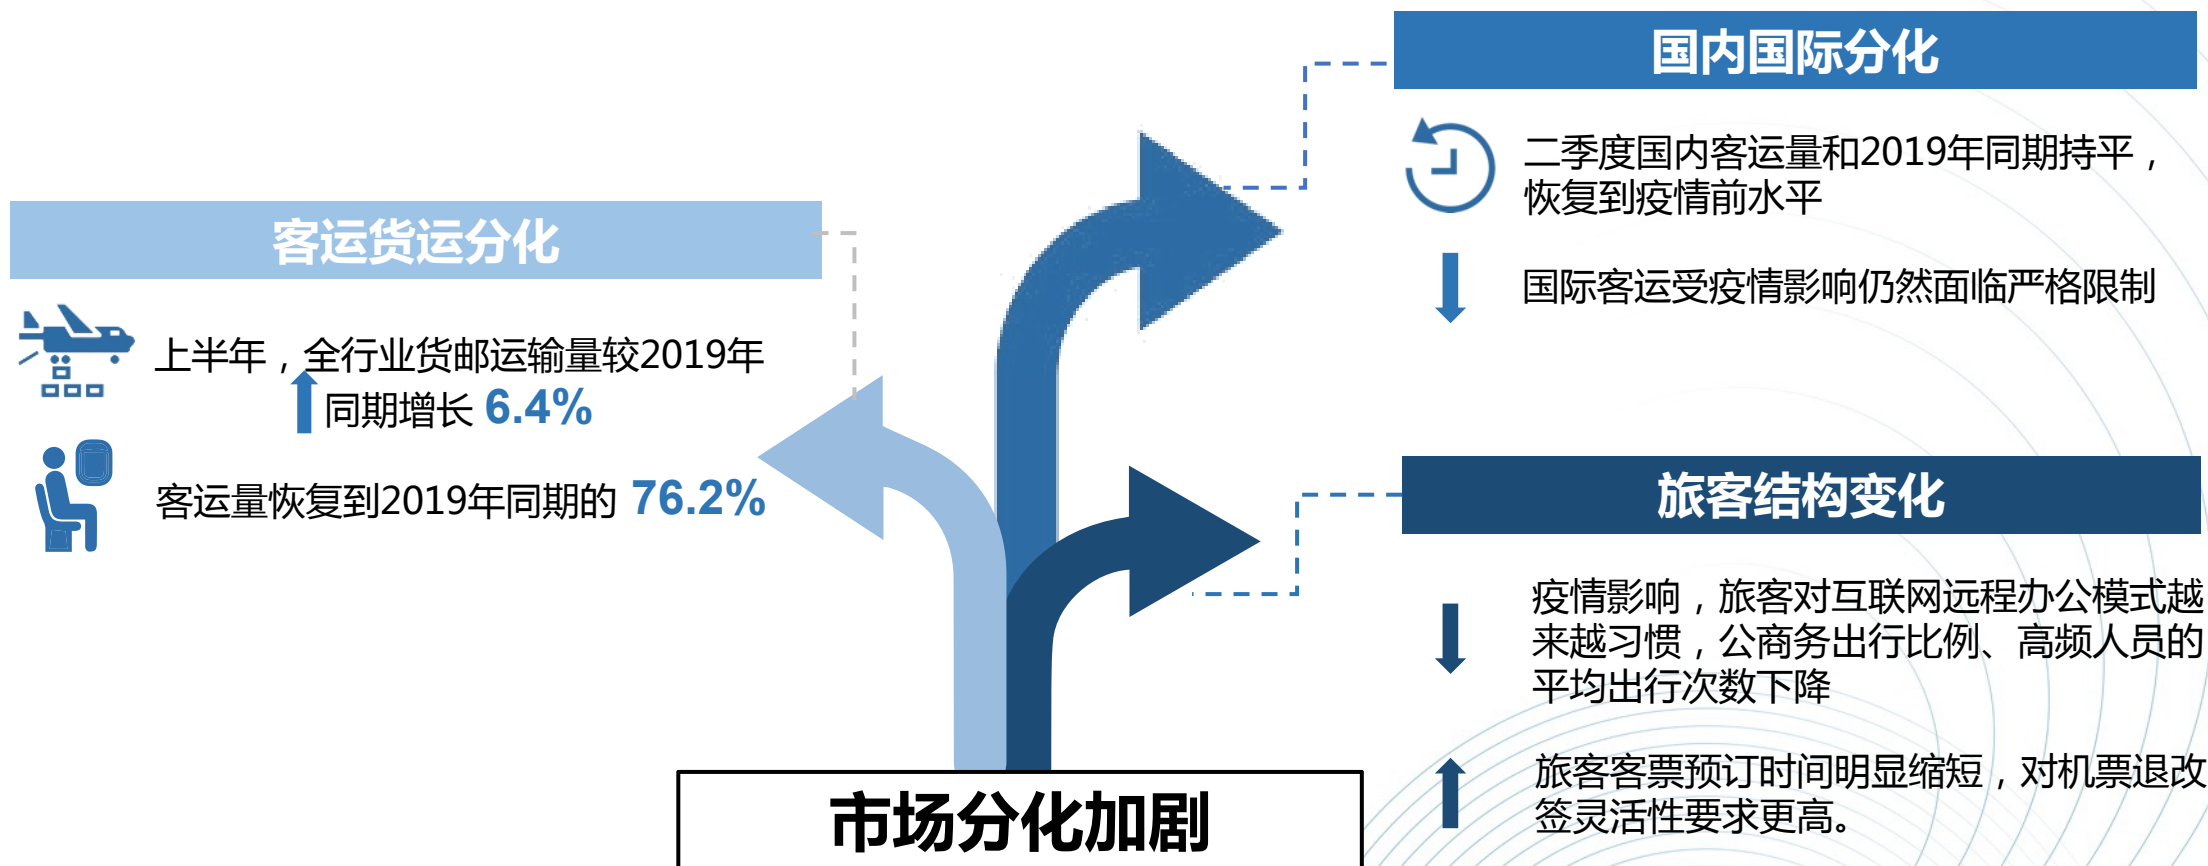 客运货运分化
上半年，全行业货邮运输量较2019年
同期增长 6.4%
客运量恢复到2019年同期的 76.2%
国内国际分化
二季度国内客运量和2019年同期持平，
恢复到疫情前水平
国际客运受疫情影响仍然面临严格限制
旅客结构变化
疫情影响，旅客对互联网远程办公模式越
来越习惯，公商务出行比例、高频人员的
平均出行次数下降
旅客客票预订时间明显缩短，对机票退改
签灵活性要求更高。
市场分化加剧